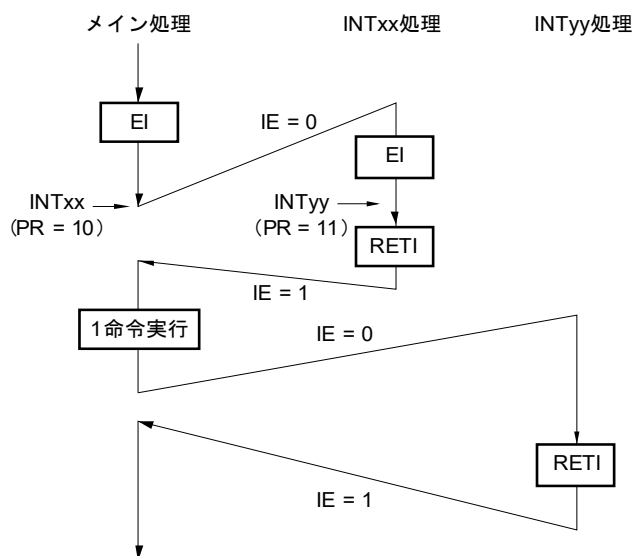 メイン処理
INTxx処理
INTyy処理
EI
IE = 0
EI
INTxx
(PR = 10)
INTyy
(PR = 11)
RETI
IE = 1
1命令実行
IE = 0
RETI
IE = 1